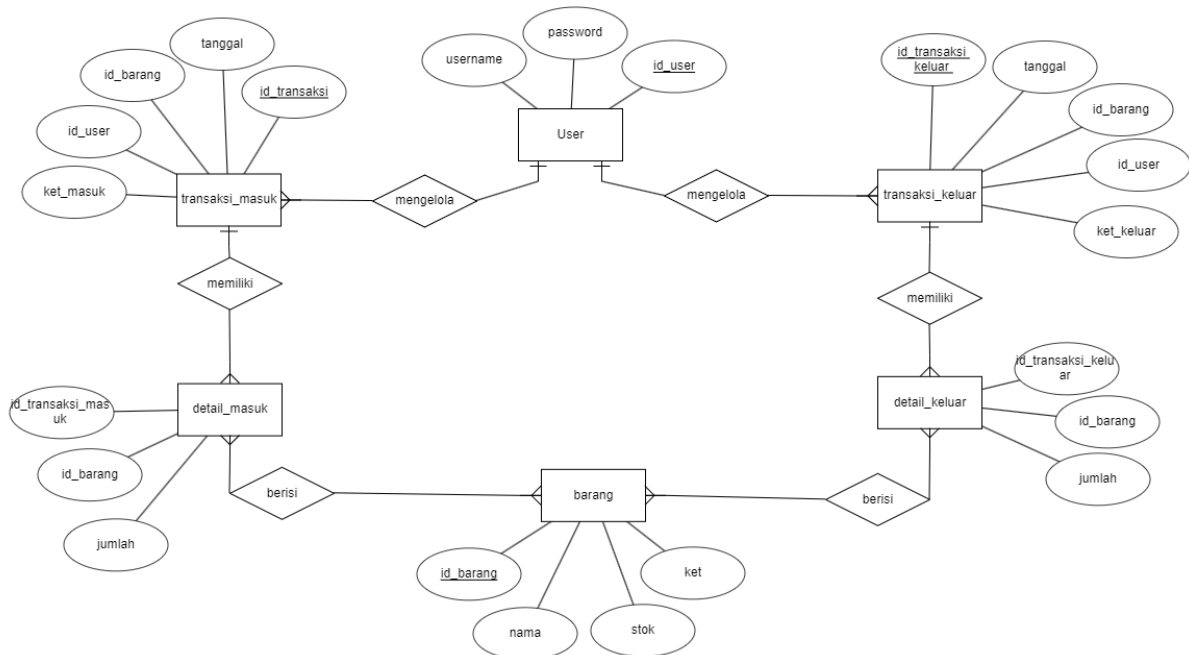 password
tanggal
username
id_transaksi
keluar
id_user
tanggal
id_barang
id_transaksi
id_barang
User
id_user
id_user
ket_masuk
transaksi_masuk
mengelola
mengelola
transaksi_keluar
ket_keluar
memiliki
memiliki
id_transaksi_kelu
ar
id_transaksi_mas
uk
detail_masuk
detail_keluar
id_barang
id_barang
jumlah
berisi
barang
berisi
jumlah
id_barang
ket
nama
stok